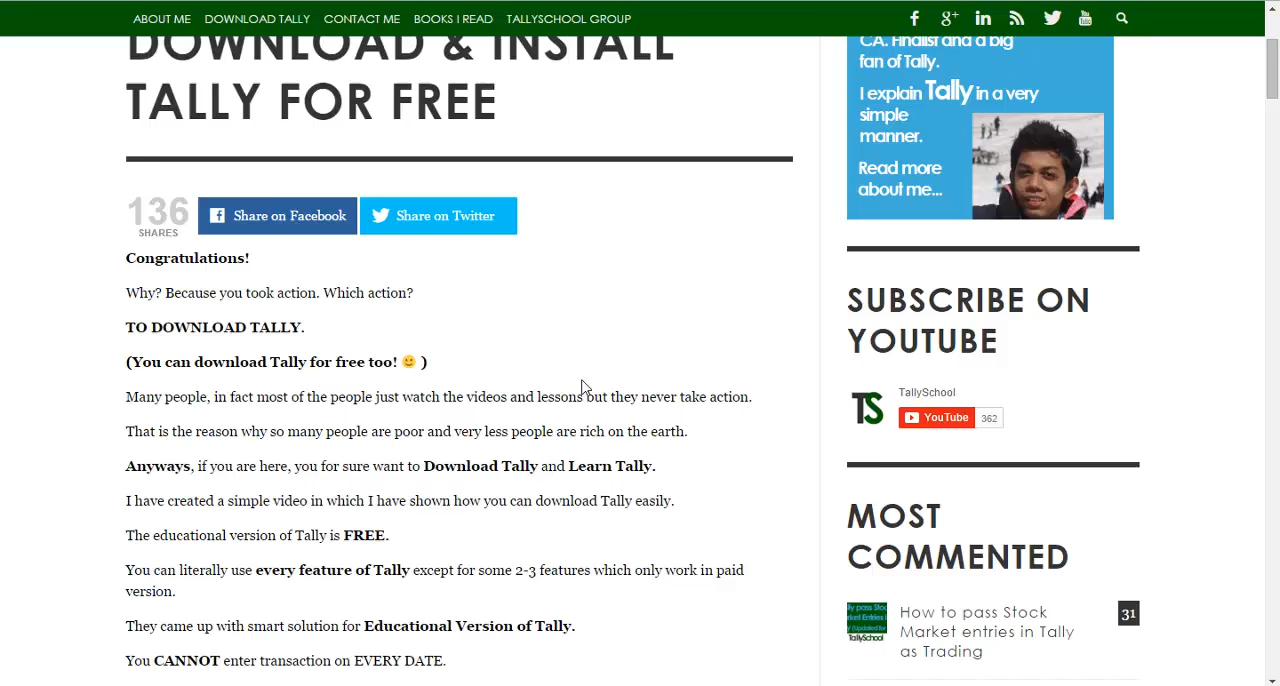 ABOUT ME DOWNLOAD TALLY CONTACT ME BOOKS I READ TALLYSCHOOL GROUP
DOWNLOAD & INSTALL
TALLY FOR FREE
136
SHARES
Share on Facebook
Share on Twitter
Congratulations!
Why? Because you took action. Which action?
TO DOWNLOAD TALLY.
(You can download Tally for free too! 🙂 )
Many people, in fact most of the people just watch the videos and lessons but they never take action.
That is the reason why so many people are poor and very less people are rich on the earth.
Anyways, if you are here, you for sure want to Download Tally and Learn Tally.
I have created a simple video in which I have shown how you can download Tally easily.
The educational version of Tally is FREE.
You can literally use every feature of Tally except for some 2-3 features which only work in paid
version.
They came up with smart solution for Educational Version of Tally.
You CANNOT enter transaction on EVERY DATE.
CA. Finalist and a big
fan of Tally.
I explain Tally in a very
simple
manner.
Read more
about me...
SUBSCRIBE ON
YOUTUBE
TS
TallySchool
YouTube 362
MOST
COMMENTED
How to pass Stock
Market entries in Tally
as Trading
31
TallySchool